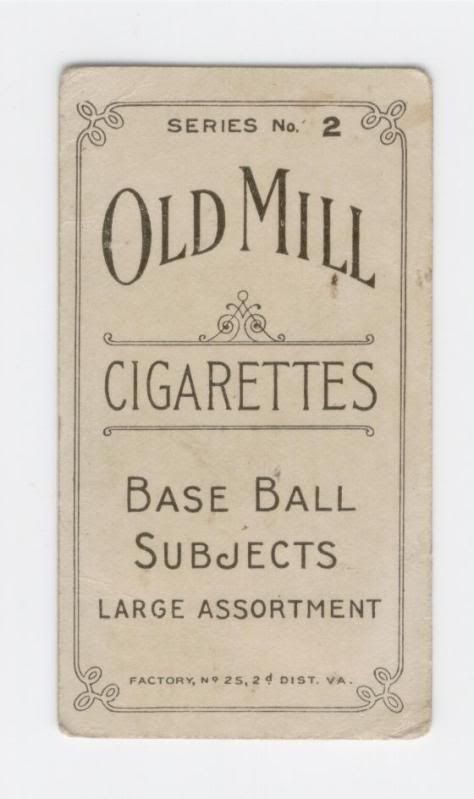 SERIES No. 2
OLD MILL
CIGARETTES
BASE BALL
SUBJECTS
LARGE ASSORTMENT
FACTORY, Nº 25, 2d DIST. VA.